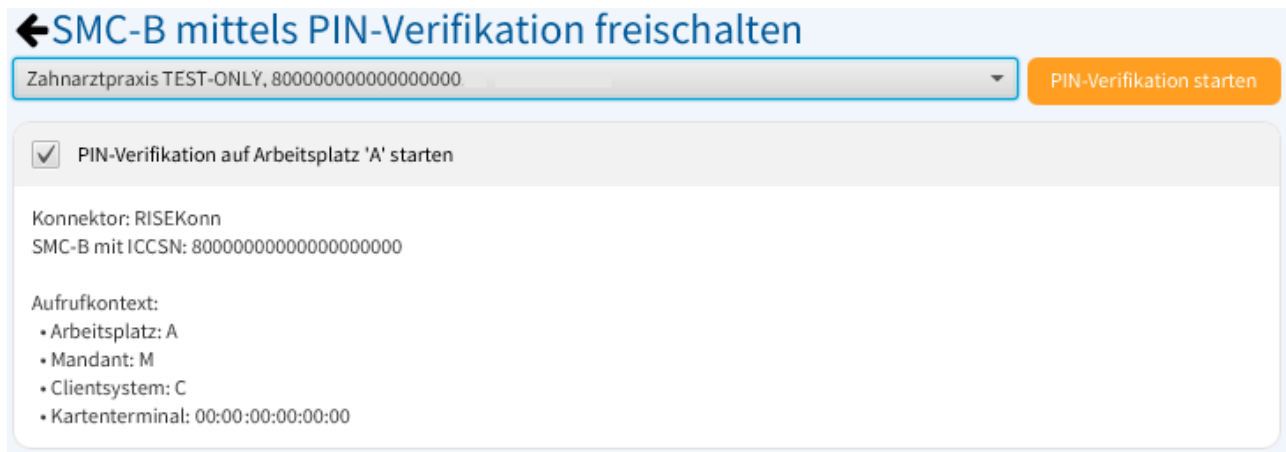 SMC-B mittels PIN-Verifikation freischalten
Zahnarztpraxis TEST-ONLY, 800000000000000000
PIN-Verifikation starten
PIN-Verifikation auf Arbeitsplatz 'A' starten
Konnektor: RISEKonn
SMC-B mit ICCSN: 80000000000000000000
Aufrufkontext:
• Arbeitsplatz: A
• Mandant: M
• Clientsystem: C
• Kartenterminal: 00:00:00:00:00:00